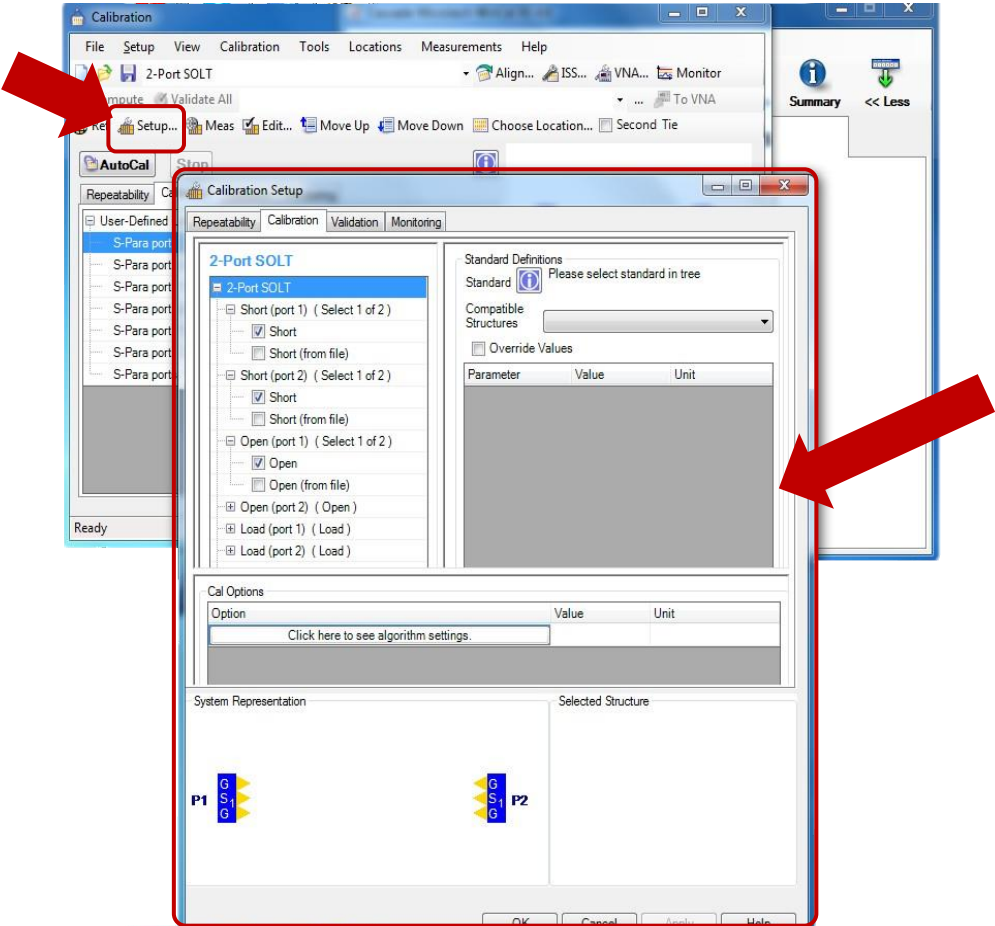 Calibration
X
X
File Setup View Calibration Tools Locations Measurements Help
2-Port SOLT
Align... ISS... VNA... Monitor
Validate All
... To VNA
Summary << Less
Setup... Meas Edit... Move Up Move Down Choose Location... Second Tie
AutoCal Stop
Repeatability
Calibration Setup
X
User-Defined
S-Para port
S-Para port
S-Para port
S-Para port
S-Para port
S-Para port
S-Para port
Ready
Repeatability Calibration Validation Monitoring
2-Port SOLT
2-Port SOLT
Short (port 1) ( Select 1 of 2 )
Short
Short (from file)
Short (port 2) ( Select 1 of 2 )
Short
Short (from file)
Open (port 1) ( Select 1 of 2 )
Open
Open (from file)
Open (port 2) ( Open )
Load (port 1) ( Load )
Load (port 2) ( Load )
Standard Definitions
Standard Please select standard in tree
Compatible
Structures
Override Values
Parameter Value Unit
Cal Options
Option Value Unit
Click here to see algorithm settings.
System Representation
Selected Structure
P1
G
S1
G
G
S1
G
P2
OK Cancel Apply Help